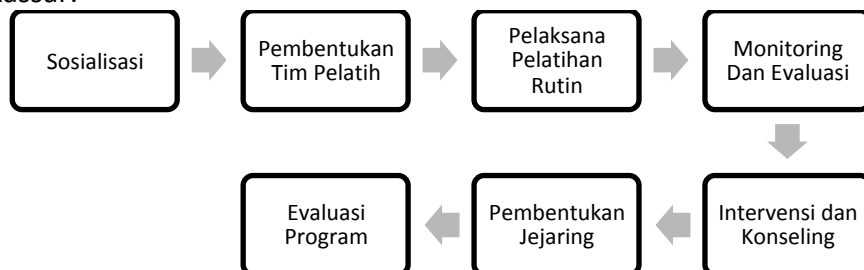 Sosialisasi
Pembentukan
Tim Pelatih
Pelaksana
Pelatihan
Rutin
Monitoring
Dan Evaluasi
Intervensi dan
Konseling
Pembentukan
Jejaring
Evaluasi
Program